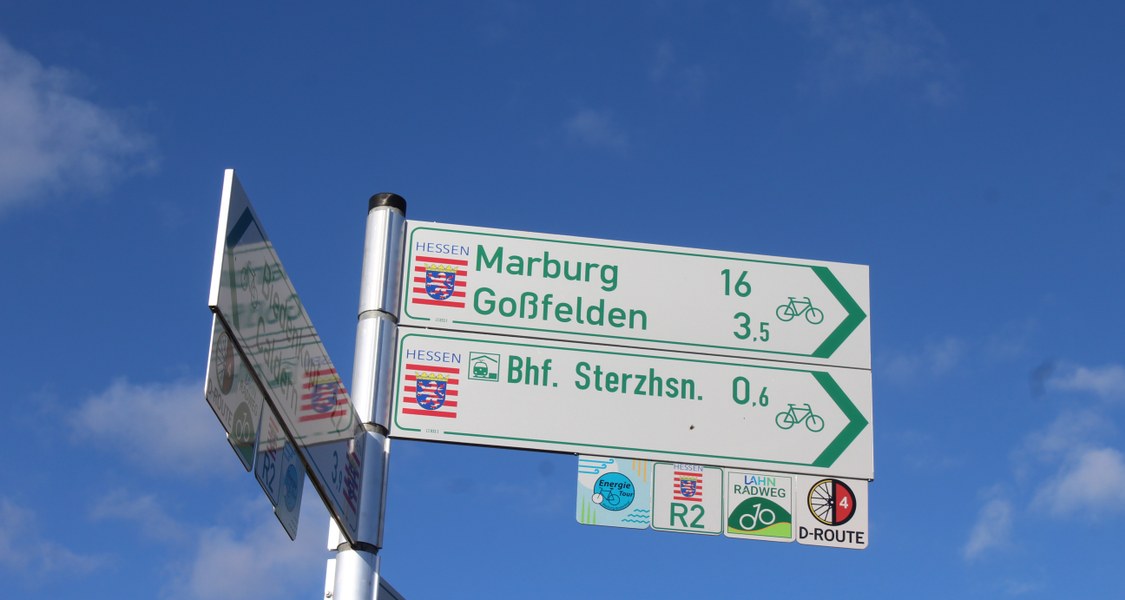 HESSEN
Marburg 16
Goßfelden 3,5
HESSEN
Bhf. Sterzhsn. 0,6
Energie
Tour
HESSEN
R2
LAHN
RADWEG
4
D-ROUTE
R2